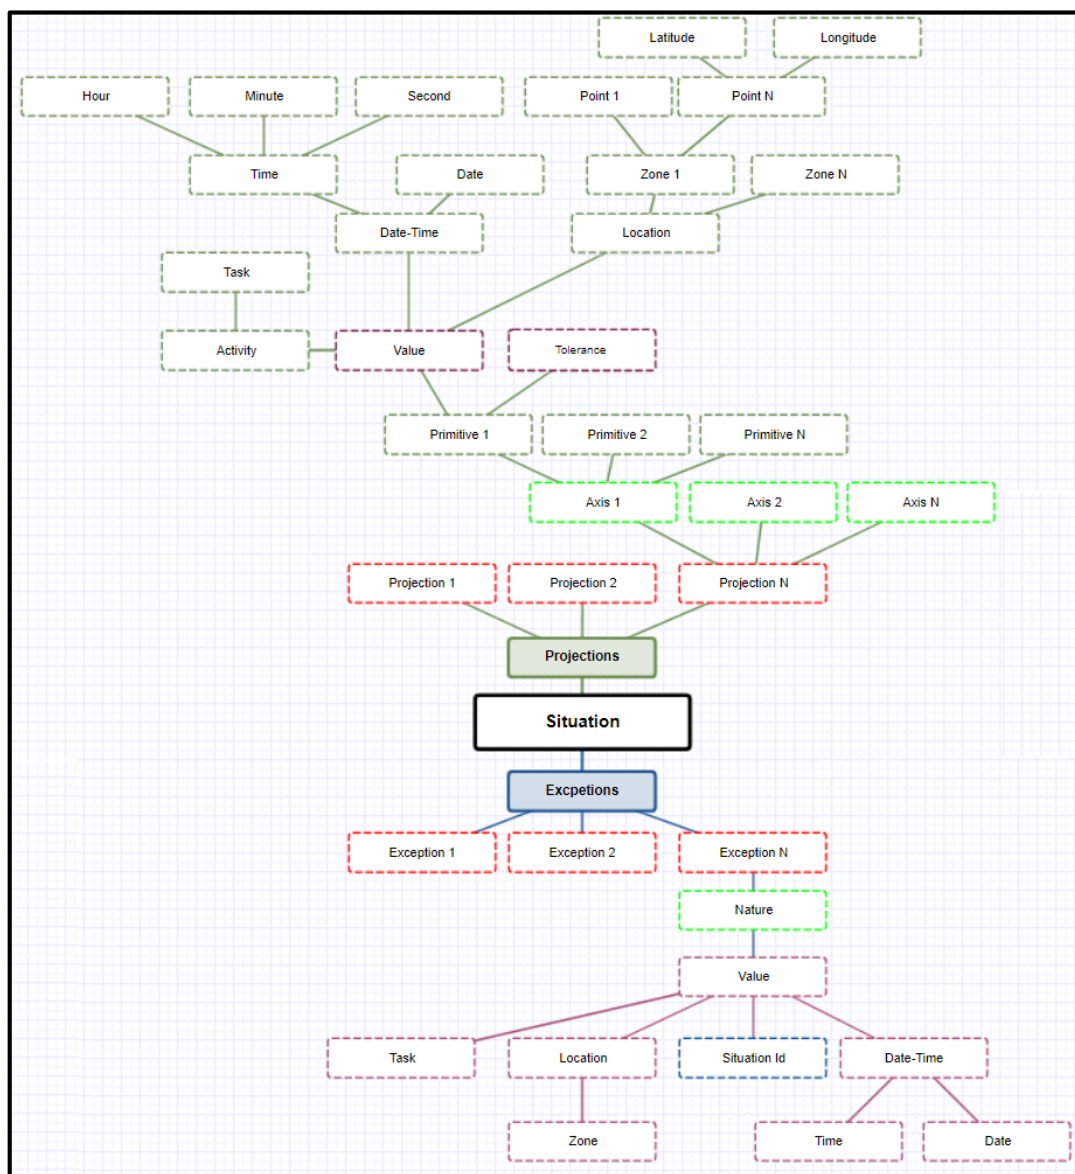 Latitude
Longitude
Hour
Minute
Second
Point 1
Point N
Time
Date
Zone 1
Zone N
Date-Time
Location
Task
Activity
Value
Tolerance
Primitive 1
Primitive 2
Primitive N
Axis 1
Axis 2
Axis N
Projection 1
Projection 2
Projection N
Projections
Situation
Excpetions
Exception 1
Exception 2
Exception N
Nature
Value
Task
Location
Situation Id
Date-Time
Zone
Time
Date